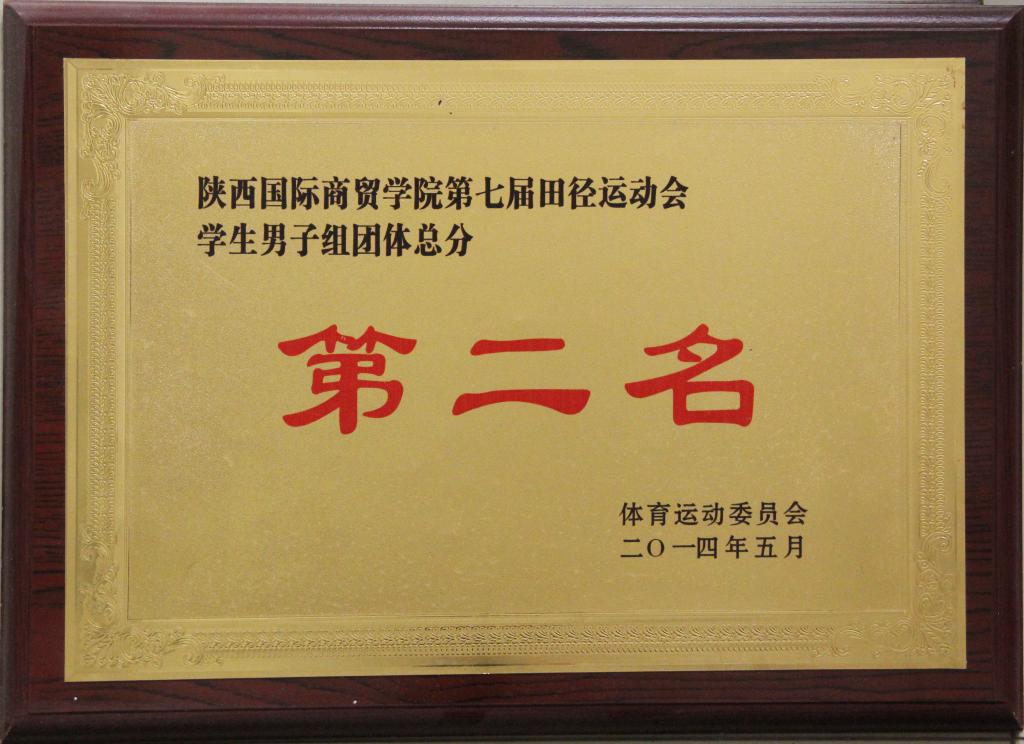 陕西国际商贸学院第七届田径运动会
学生男子组团体总分
第二名
体育运动委员会
二〇一四年五月